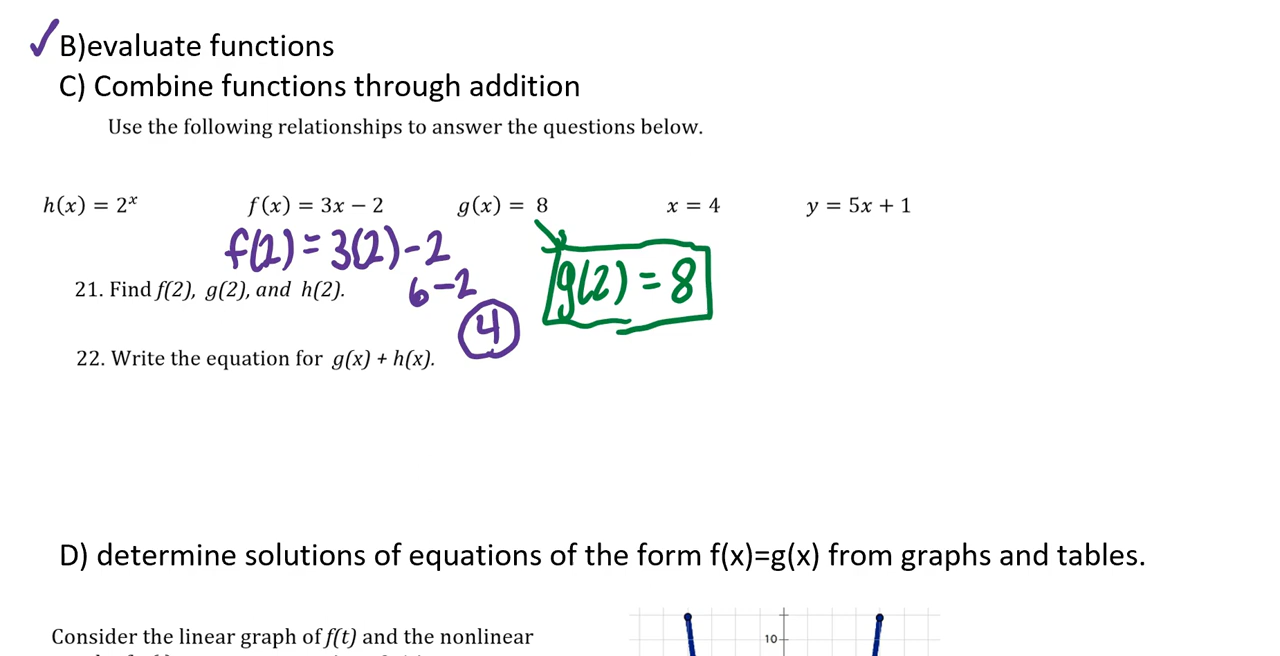 B)evaluate functions
C) Combine functions through addition
Use the following relationships to answer the questions below.
h(x) = 2ˣ f(x) = 3x − 2 g(x) = 8 x = 4 y = 5x + 1
f(2) = 3(2) - 2
21. Find f(2), g(2), and h(2).
6 - 2
g(2) = 8
4
22. Write the equation for g(x) + h(x).
D) determine solutions of equations of the form f(x)=g(x) from graphs and tables.
Consider the linear graph of f(t) and the nonlinear
10